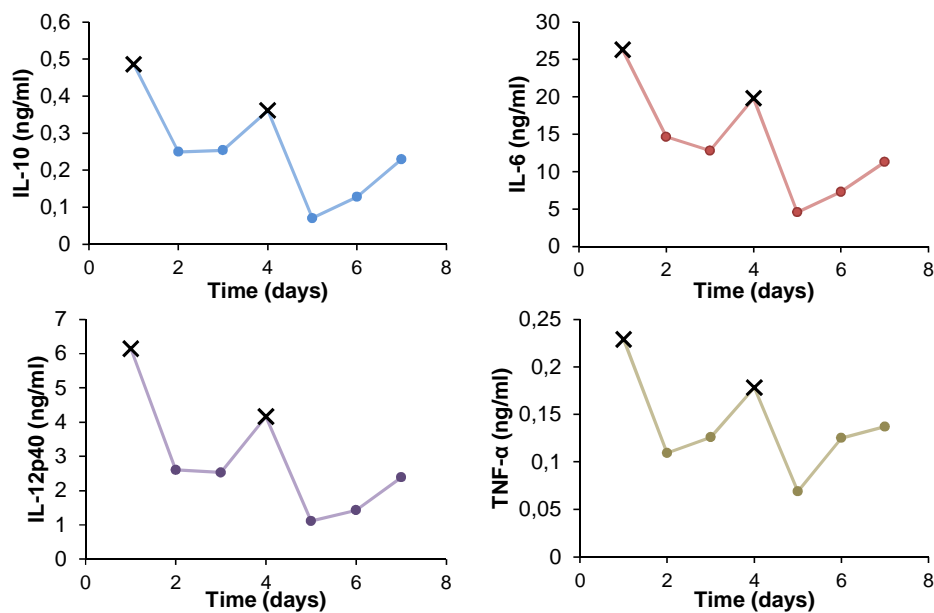 IL-10 (ng/ml)
0,6
0,5
0,4
0,3
0,2
0,1
0
0 2 4 6 8
Time (days)
IL-6 (ng/ml)
30
25
20
15
10
5
0
0 2 4 6 8
Time (days)
IL-12p40 (ng/ml)
7
6
5
4
3
2
1
0
0 2 4 6 8
Time (days)
TNF-α (ng/ml)
0,25
0,2
0,15
0,1
0,05
0
0 2 4 6 8
Time (days)